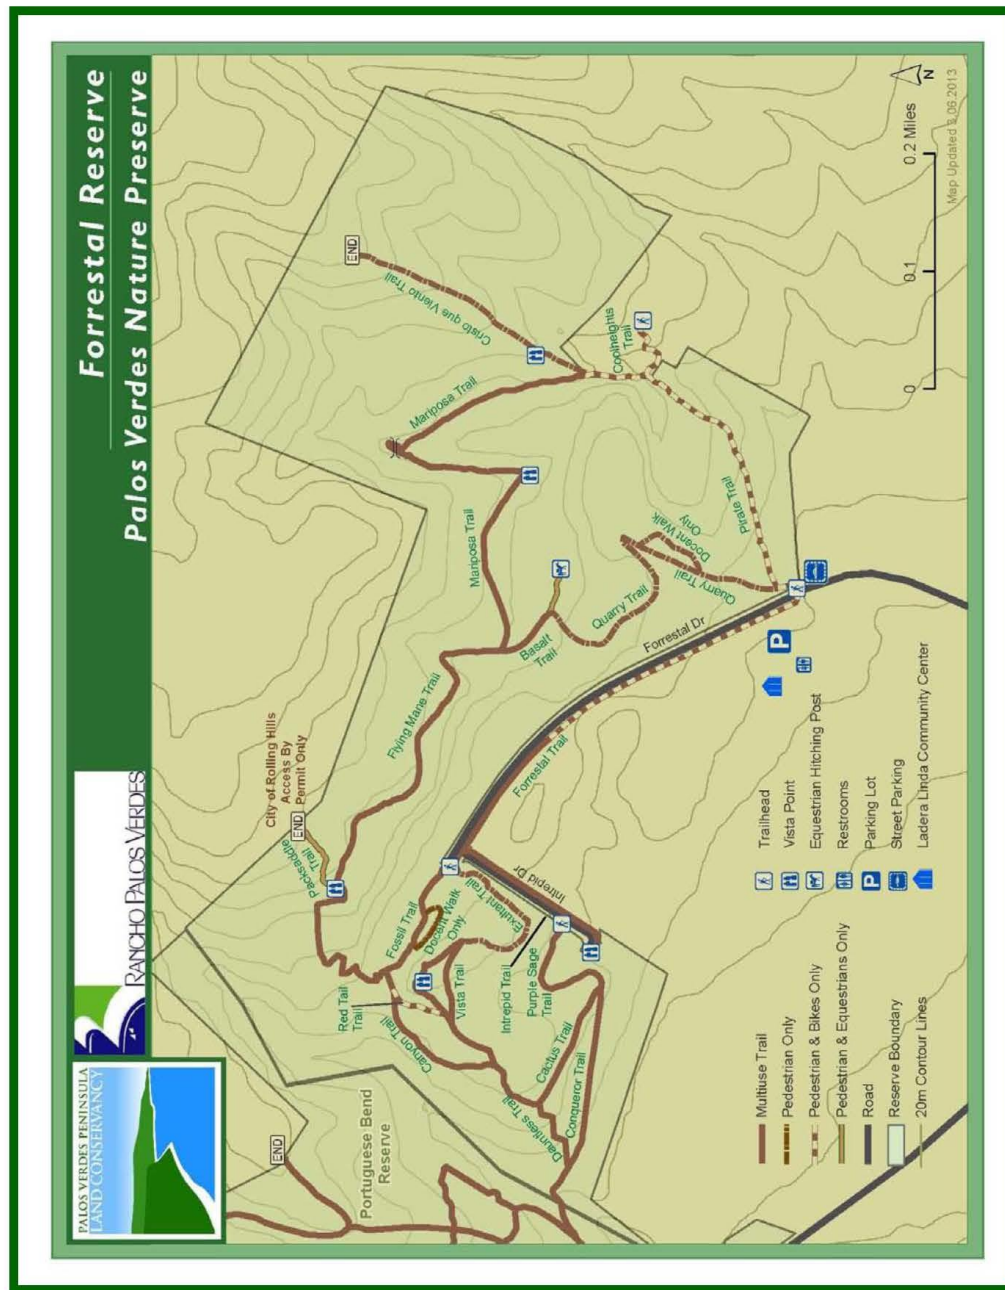 Forrestal Reserve
Palos Verdes Nature Preserve
RANCHO PALOS VERDES
PALOS VERDES PENINSULA
LAND CONSERVANCY
END
Portuguese Bend
Reserve
City of Rolling Hills
Access By
Permit Only
END
Packsaddle
Trail
Flying Mane Trail
Mariposa Trail
Mariposa Trail
Cristo que Viento Trail
END
Coolheights
Trail
Pirate Trail
Docent Walk
Only
Quarry Trail
Quarry Trail
Basalt
Trail
Forrestal Dr
Forrestal Trail
Intrepid Dr
Fossil Trail
Docent Walk
Only
Exultant Trail
Red Tail
Trail
Vista Trail
Canyon Trail
Intrepid Trail
Purple Sage
Trail
Cactus Trail
Dauntless Trail
Conqueror Trail
P
Multiuse Trail
Pedestrian Only
Pedestrian & Bikes Only
Pedestrian & Equestrians Only
Road
Reserve Boundary
20m Contour Lines
Trailhead
Vista Point
Equestrian Hitching Post
Restrooms
P Parking Lot
Street Parking
Ladera Linda Community Center
0 0.1 0.2 Miles
N